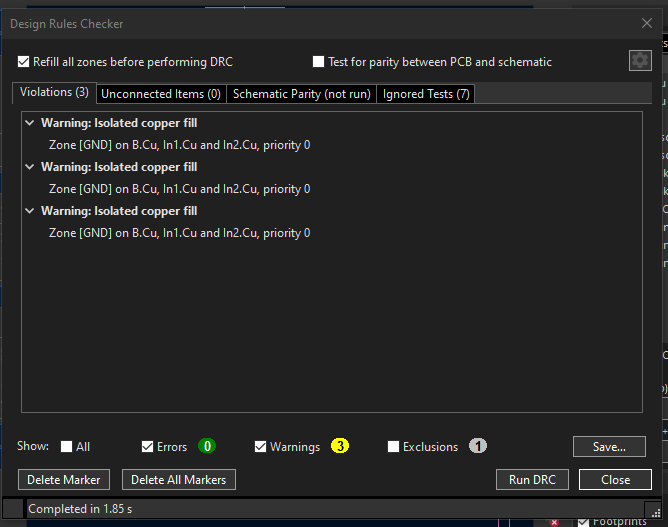 Design Rules Checker
Refill all zones before performing DRC
Test for parity between PCB and schematic
Violations (3)
Unconnected Items (0)
Schematic Parity (not run)
Ignored Tests (7)
Warning: Isolated copper fill
Zone [GND] on B.Cu, In1.Cu and In2.Cu, priority 0
Warning: Isolated copper fill
Zone [GND] on B.Cu, In1.Cu and In2.Cu, priority 0
Warning: Isolated copper fill
Zone [GND] on B.Cu, In1.Cu and In2.Cu, priority 0
Show:
All
Errors
0
Warnings
3
Exclusions
1
Save...
Delete Marker
Delete All Markers
Run DRC
Close
Completed in 1.85 s
Footprints